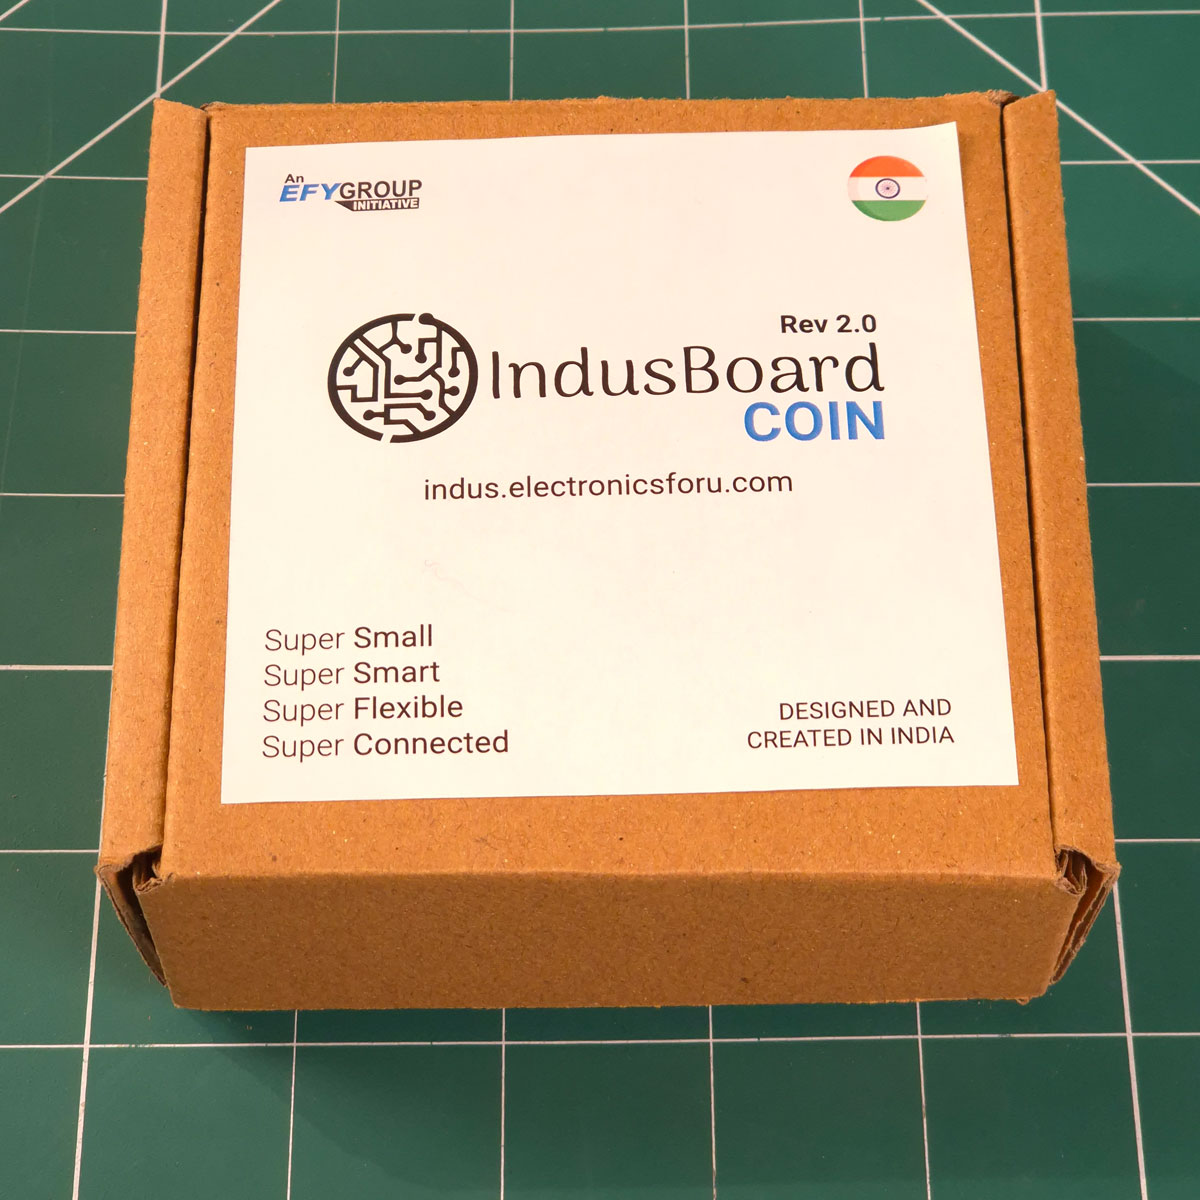 An
EFYGROUP
INITIATIVE
Rev 2.0
IndusBoard
COIN
indus.electronicsforu.com
Super Small
Super Smart
Super Flexible
Super Connected
DESIGNED AND
CREATED IN INDIA